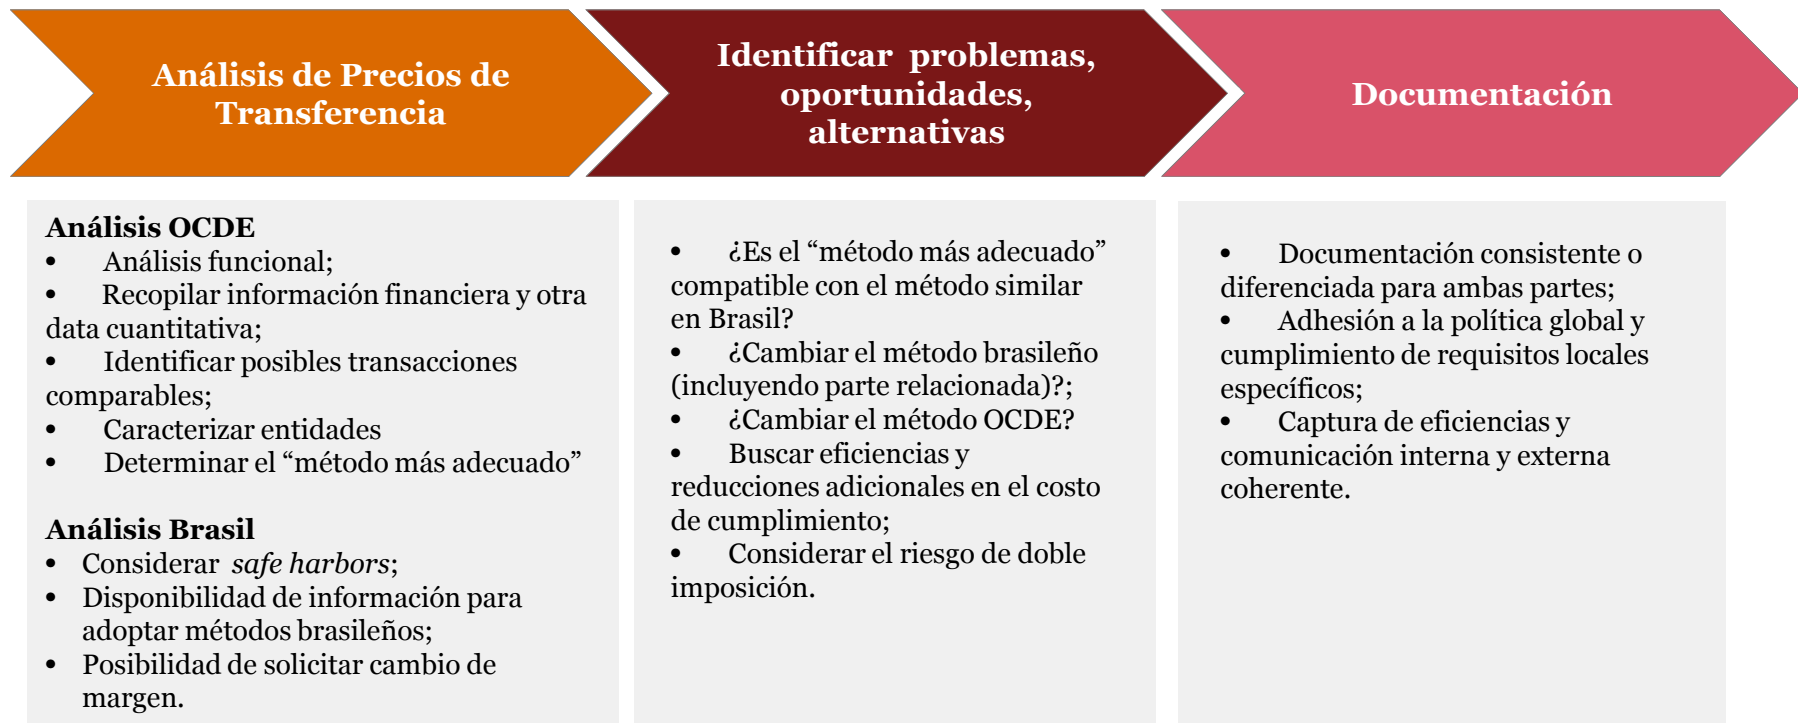 Análisis de Precios de
Transferencia
Identificar problemas,
oportunidades,
alternativas
Documentación
Análisis OCDE
• Análisis funcional;
• Recopilar información financiera y otra
data cuantitativa;
• Identificar posibles transacciones
comparables;
• Caracterizar entidades
• Determinar el “método más adecuado”
Análisis Brasil
• Considerar safe harbors;
• Disponibilidad de información para
adoptar métodos brasileños;
• Posibilidad de solicitar cambio de
margen.
• ¿Es el “método más adecuado”
compatible con el método similar
en Brasil?
• ¿Cambiar el método brasileño
(incluyendo parte relacionada)?;
• ¿Cambiar el método OCDE?
• Buscar eficiencias y
reducciones adicionales en el costo
de cumplimiento;
• Considerar el riesgo de doble
imposición.
• Documentación consistente o
diferenciada para ambas partes;
• Adhesión a la política global y
cumplimiento de requisitos locales
específicos;
• Captura de eficiencias y
comunicación interna y externa
coherente.